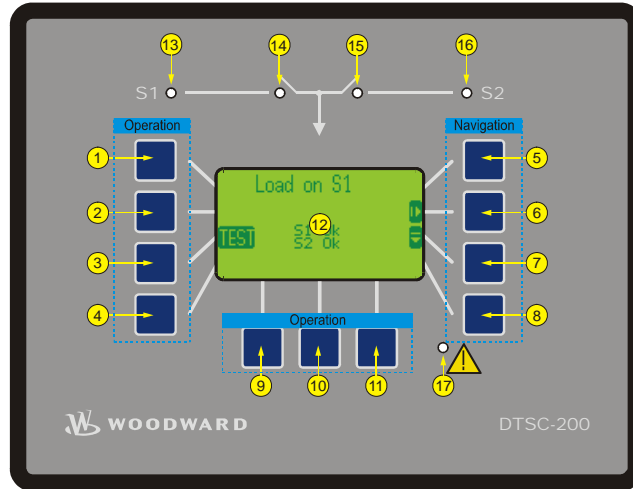 13 14 15 16
S1 S2
Operation Navigation
1 5
Load on S1
2 6
12
TEST S1 Ok
S2 Ok
3 7
4 8
Operation
9 10 11 17
WOODWARD DTSC-200